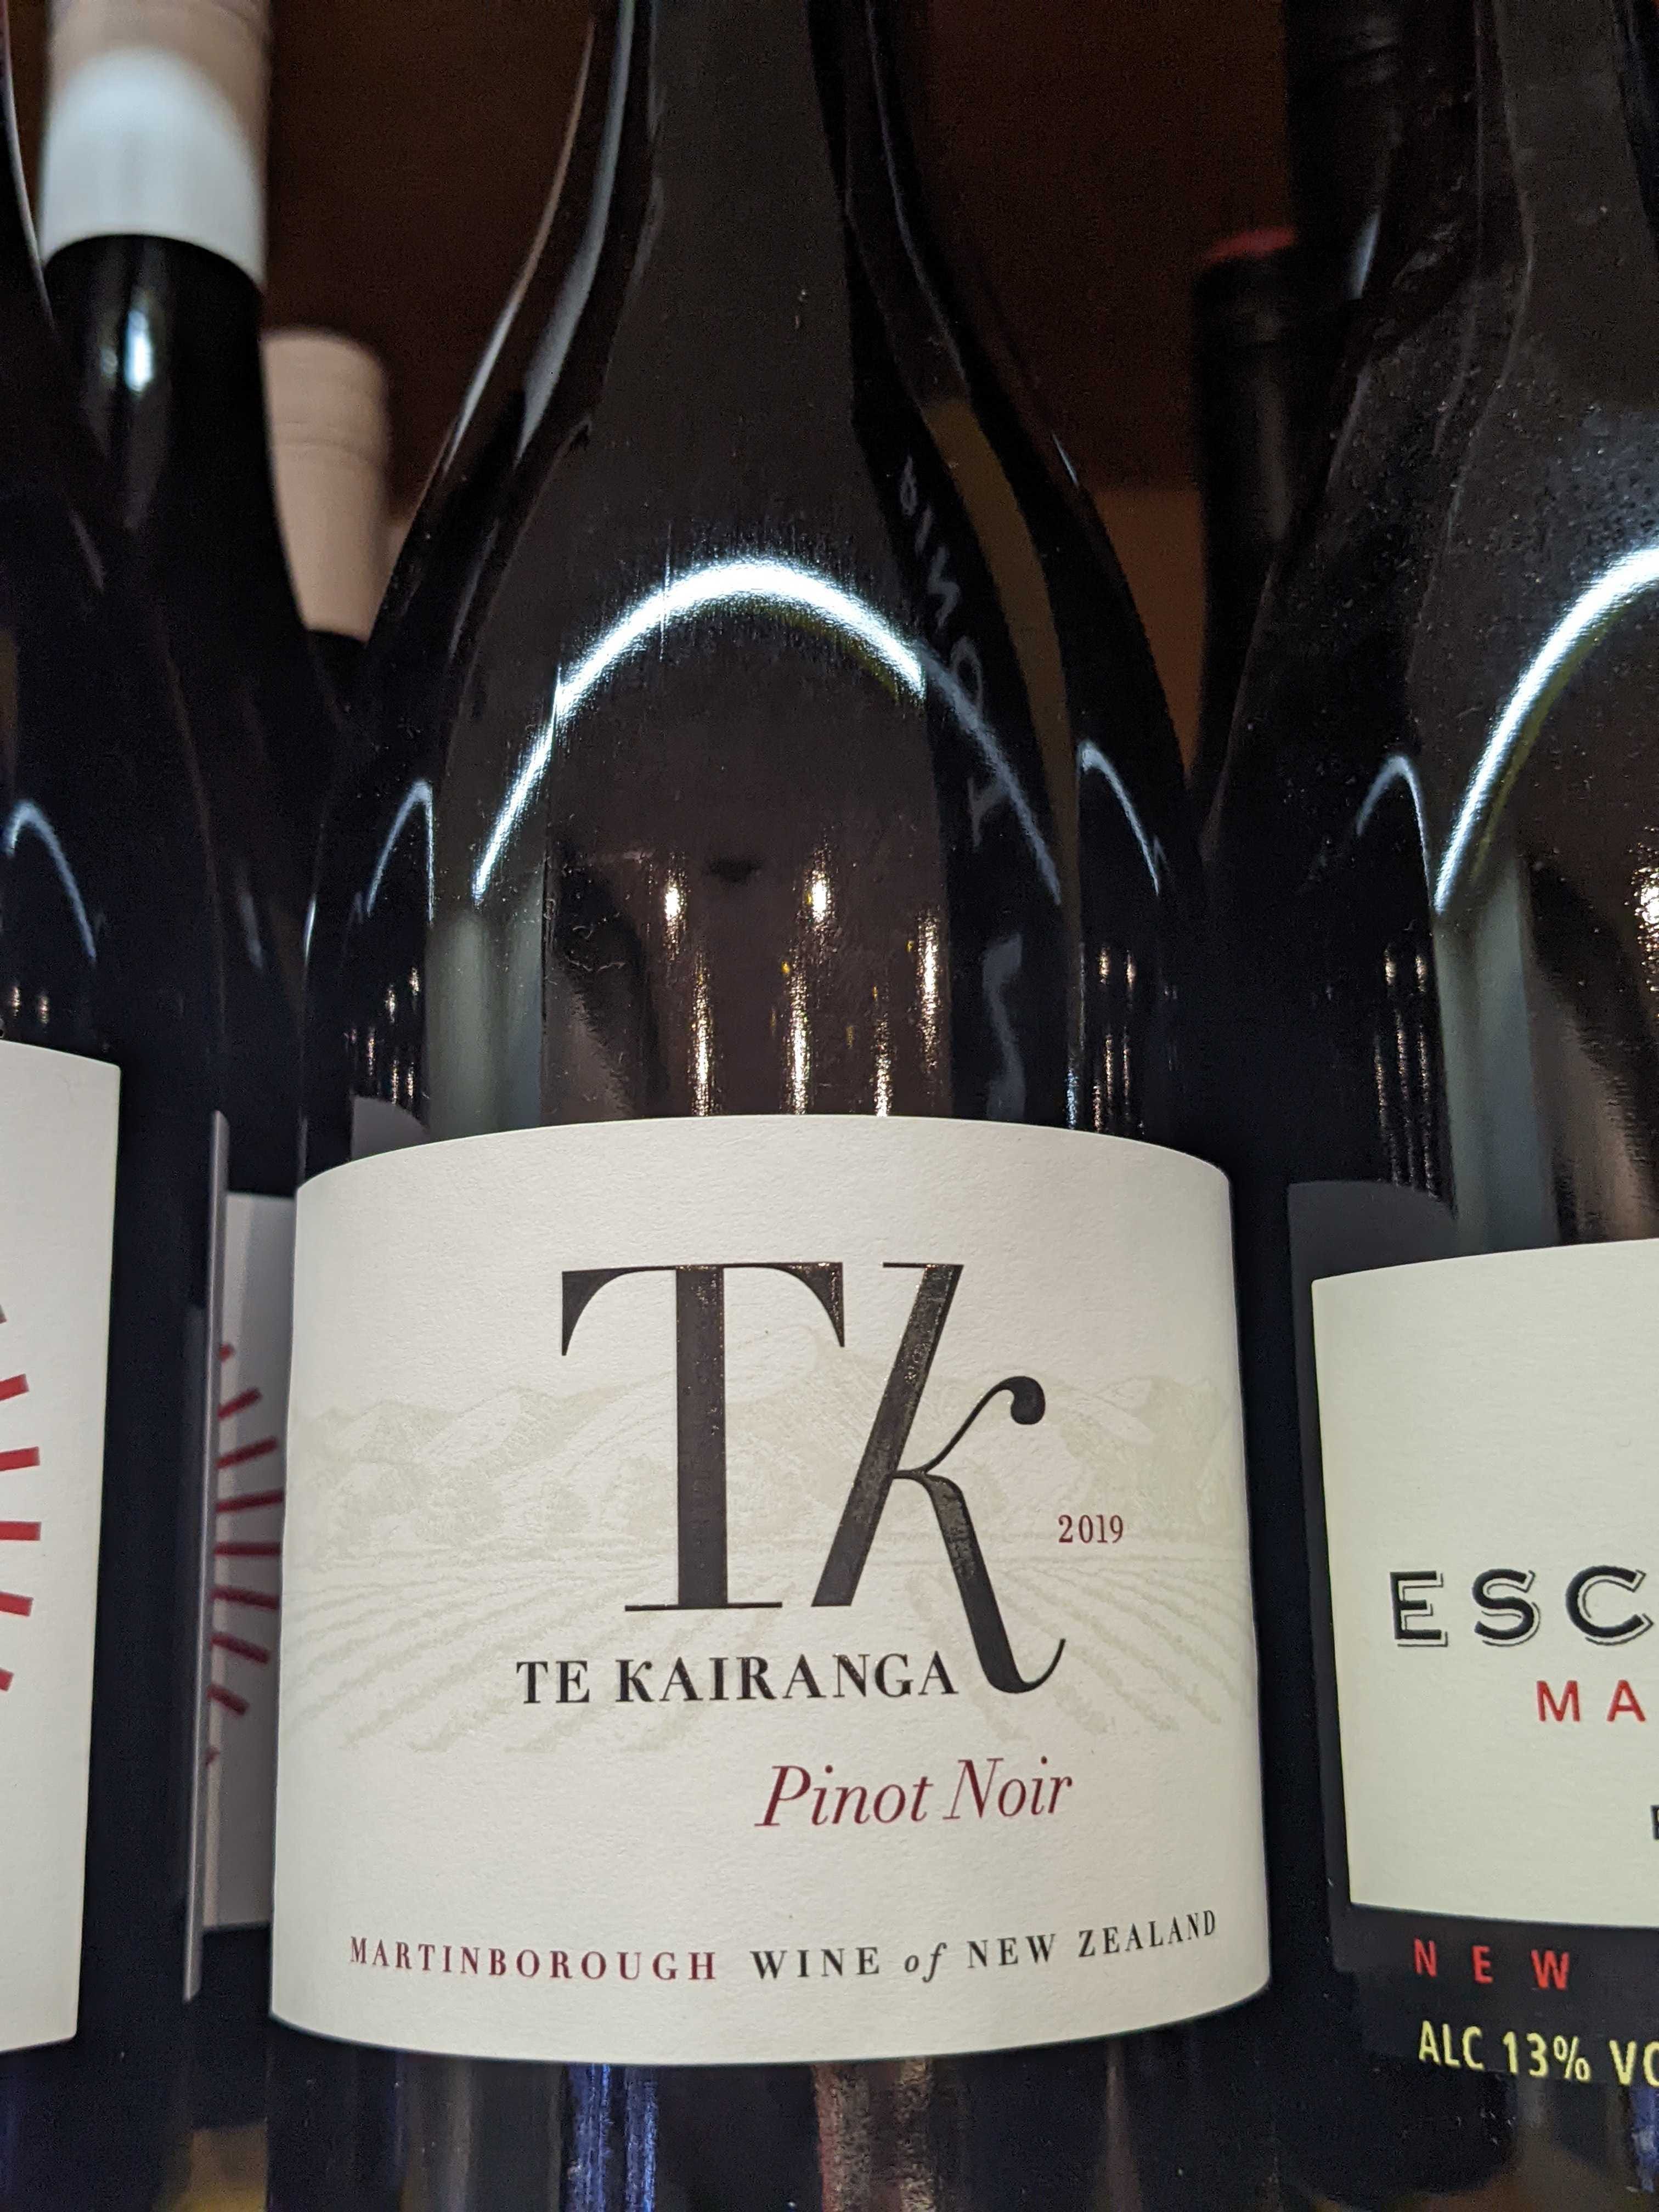 Tk
2019
TE KAIRANGA
Pinot Noir
MARTINBOROUGH WINE of NEW ZEALAND
ESC
MA
NEW
ALC 13% VO